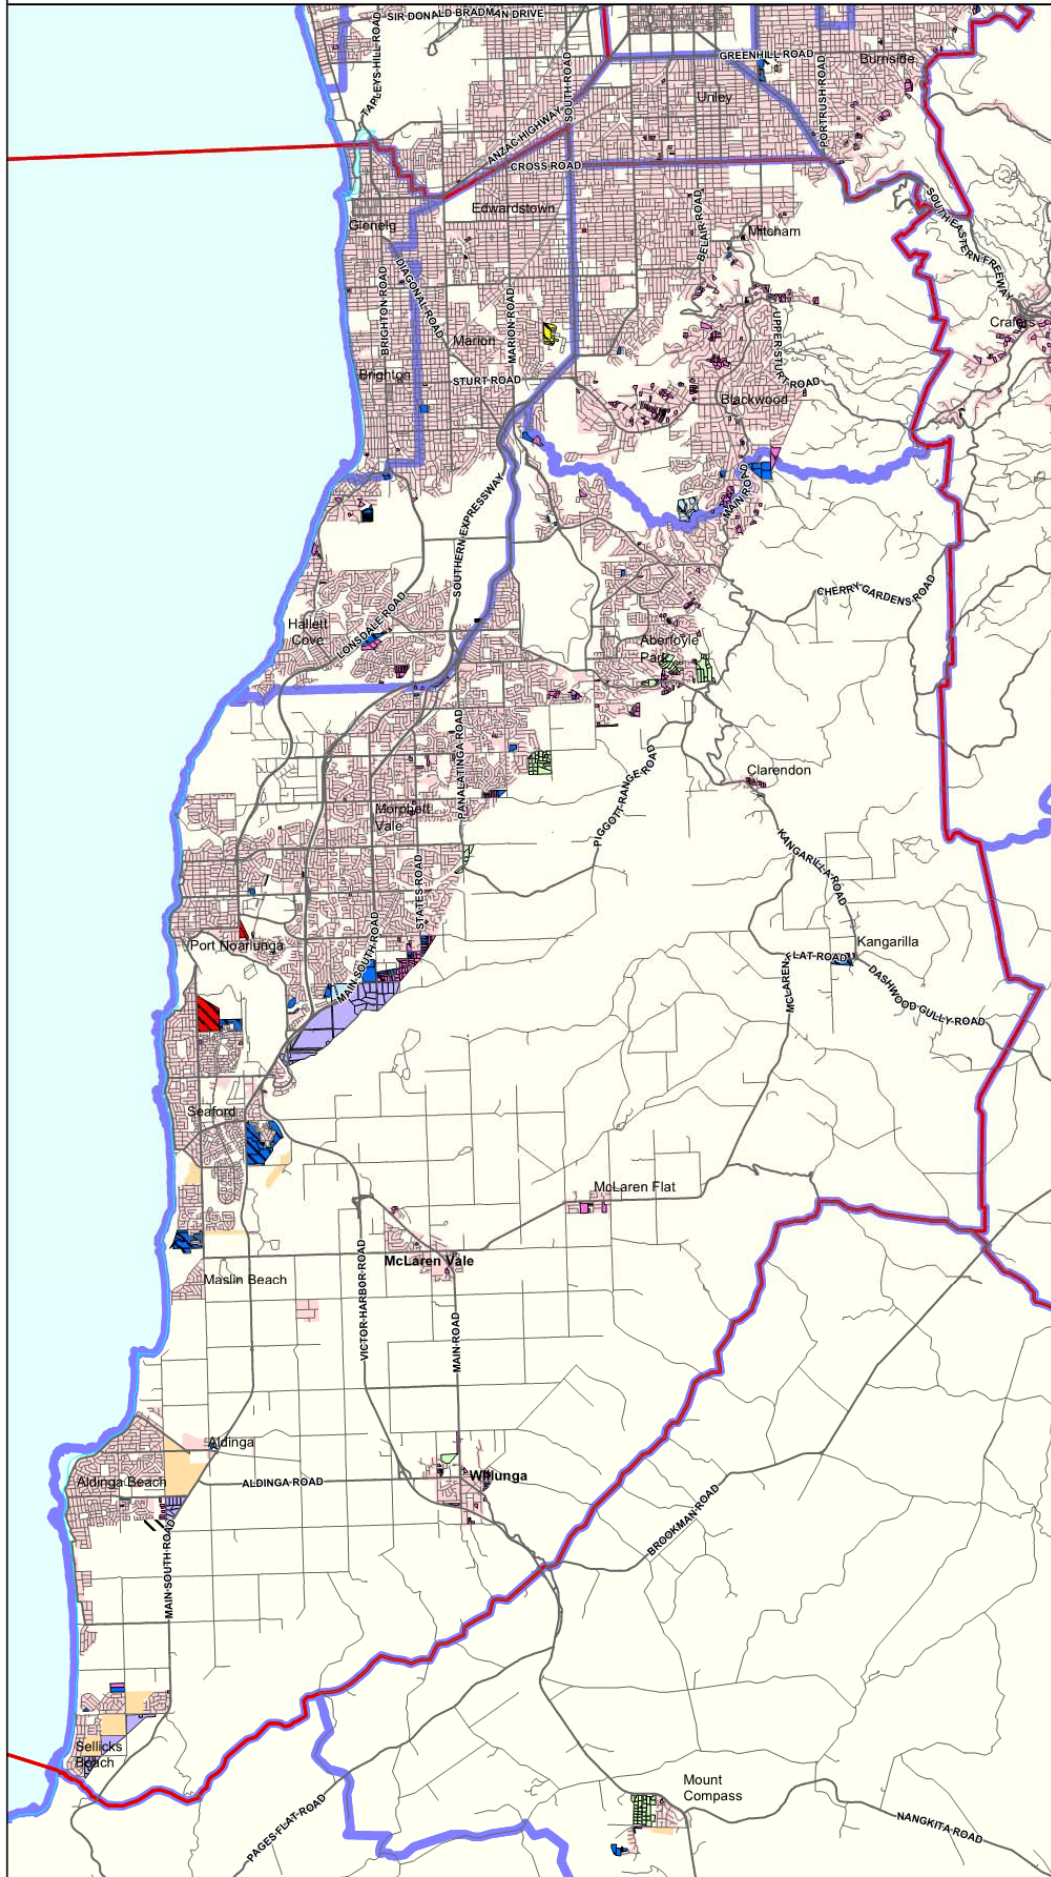 SIR DONALD BRADMAN DRIVE
TAPLEYS HILL ROAD
GREENHILL ROAD
Burnside
SOUTH ROAD
Unley
PORTRUSH ROAD
ANZAC HIGHWAY
CROSS ROAD
Edwardstown
BELAIR ROAD
SOUTH EASTERN FREEWAY
Glenelg
Mitcham
DIAGONAL ROAD
BRIGHTON ROAD
MARION ROAD
Marion
UPPER STURT ROAD
Crafers
Brighton
STURT ROAD
Blackwood
MAIN ROAD
SOUTHERN EXPRESSWAY
CHERRY GARDENS ROAD
Hallett
Cove
LONSDALE ROAD
Aberfoyle
Park
PANALATINGA ROAD
PIGGOTT RANGE ROAD
Clarendon
Morphett
Vale
KANGARILLA ROAD
STATES ROAD
MAIN SOUTH ROAD
Port Noarlunga
Kangarilla
MCLAREN FLAT ROAD
DASHWOOD GULLY ROAD
Seaford
McLaren Flat
McLaren Vale
Maslin Beach
VICTOR HARBOR ROAD
MAIN ROAD
Aldinga
Aldinga Beach
ALDINGA ROAD
Willunga
MAIN SOUTH ROAD
BROOKMAN ROAD
Sellicks
Beach
Mount
Compass
PAGES FLAT ROAD
NANGKITA ROAD